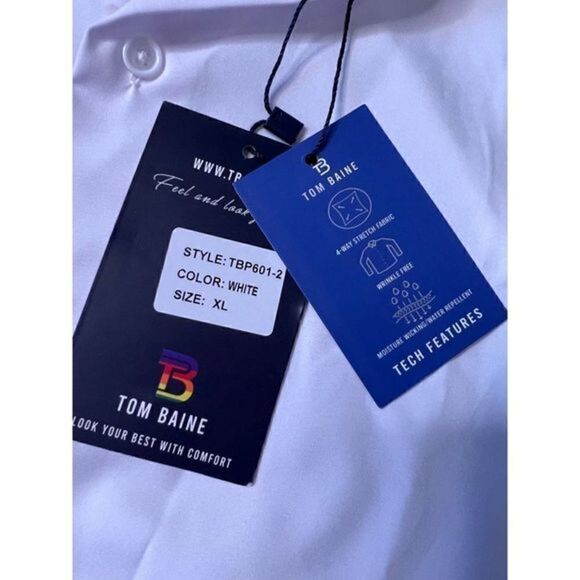 WWW.TB
Feel and look
STYLE: TBP601-2
COLOR: WHITE
SIZE: XL
TB
TOM BAINE
LOOK YOUR BEST WITH COMFORT
TB
TOM BAINE
4-WAY STRETCH FABRIC
WRINKLE FREE
MOISTURE WICKING/WATER REPELLENT
TECH FEATURES